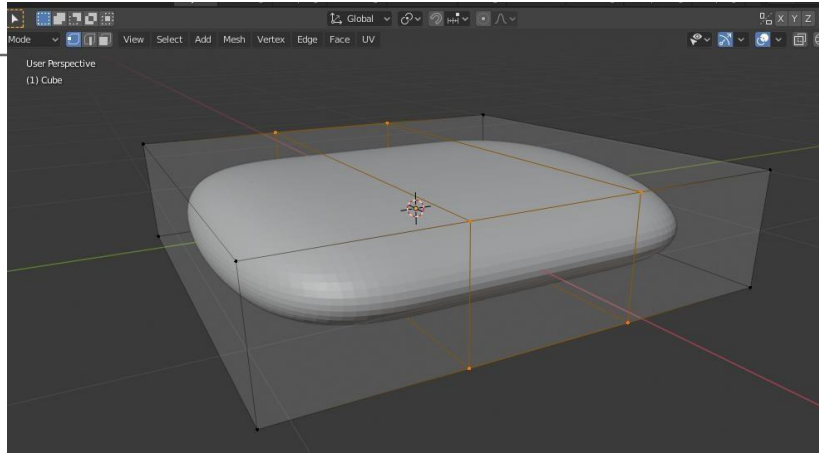 Global X Y Z
Mode View Select Add Mesh Vertex Edge Face UV
User Perspective
(1) Cube